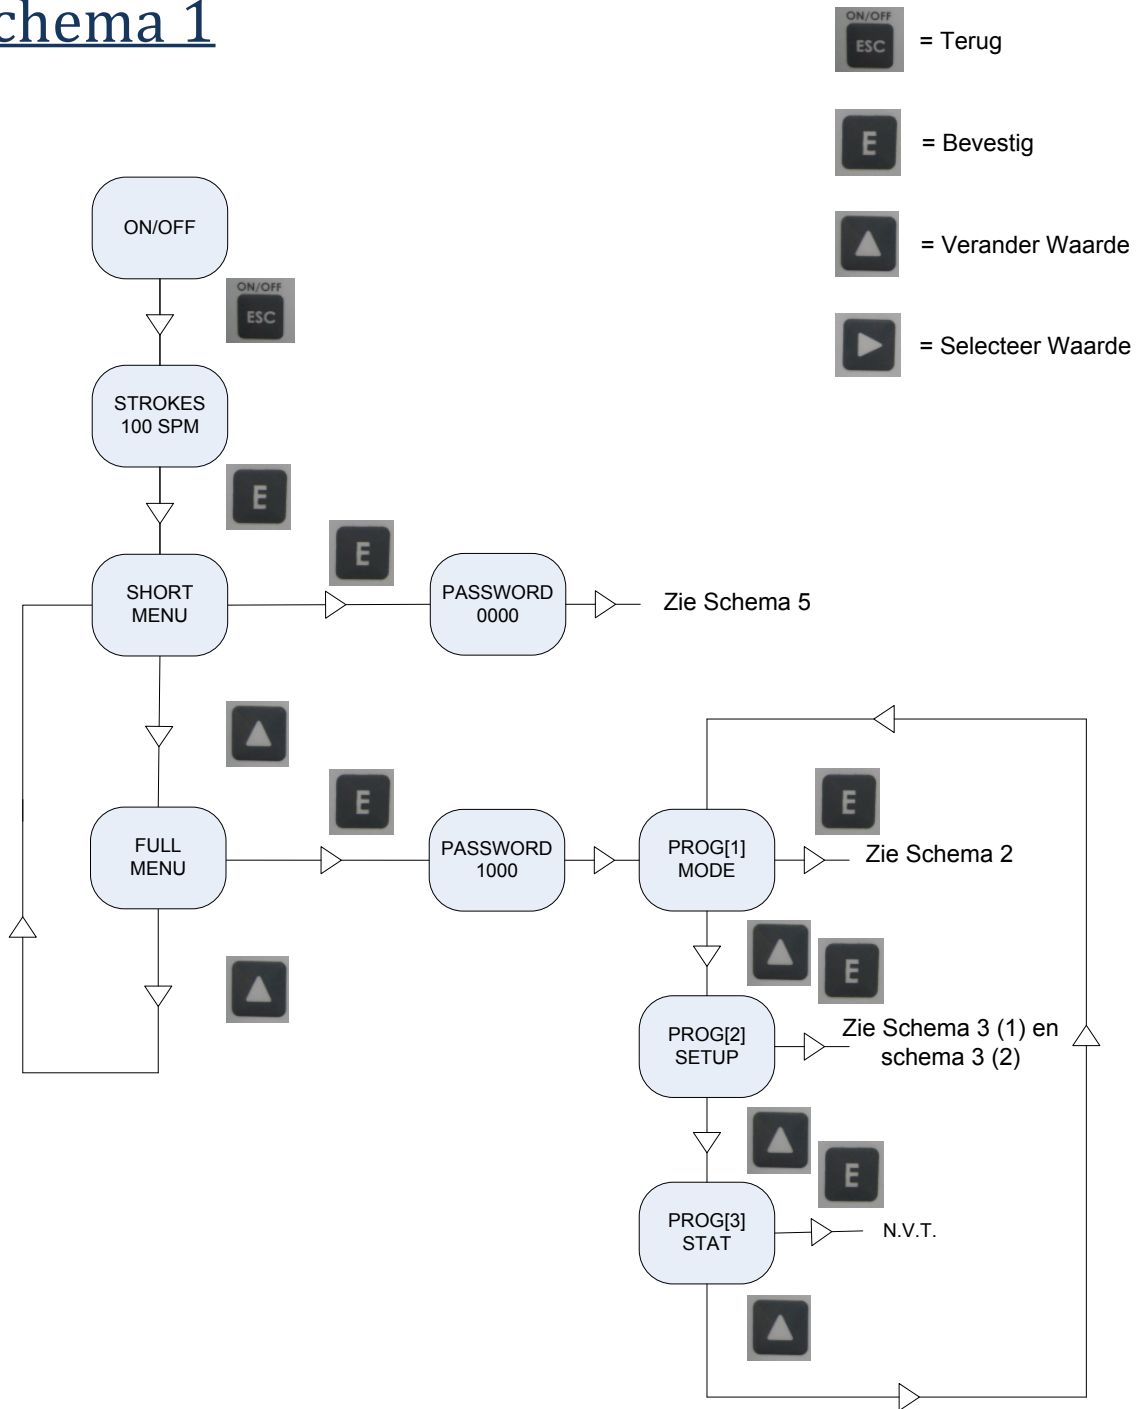 chema 1
ON/OFF
ESC
= Terug
E
= Bevestig
= Verander Waarde
= Selecteer Waarde
ON/OFF
ON/OFF
ESC
STROKES
100 SPM
E
E
SHORT
MENU
PASSWORD
0000
Zie Schema 5
E
E
FULL
MENU
PASSWORD
1000
PROG[1]
MODE
Zie Schema 2
E
PROG[2]
SETUP
Zie Schema 3 (1) en
schema 3 (2)
E
PROG[3]
STAT
N.V.T.